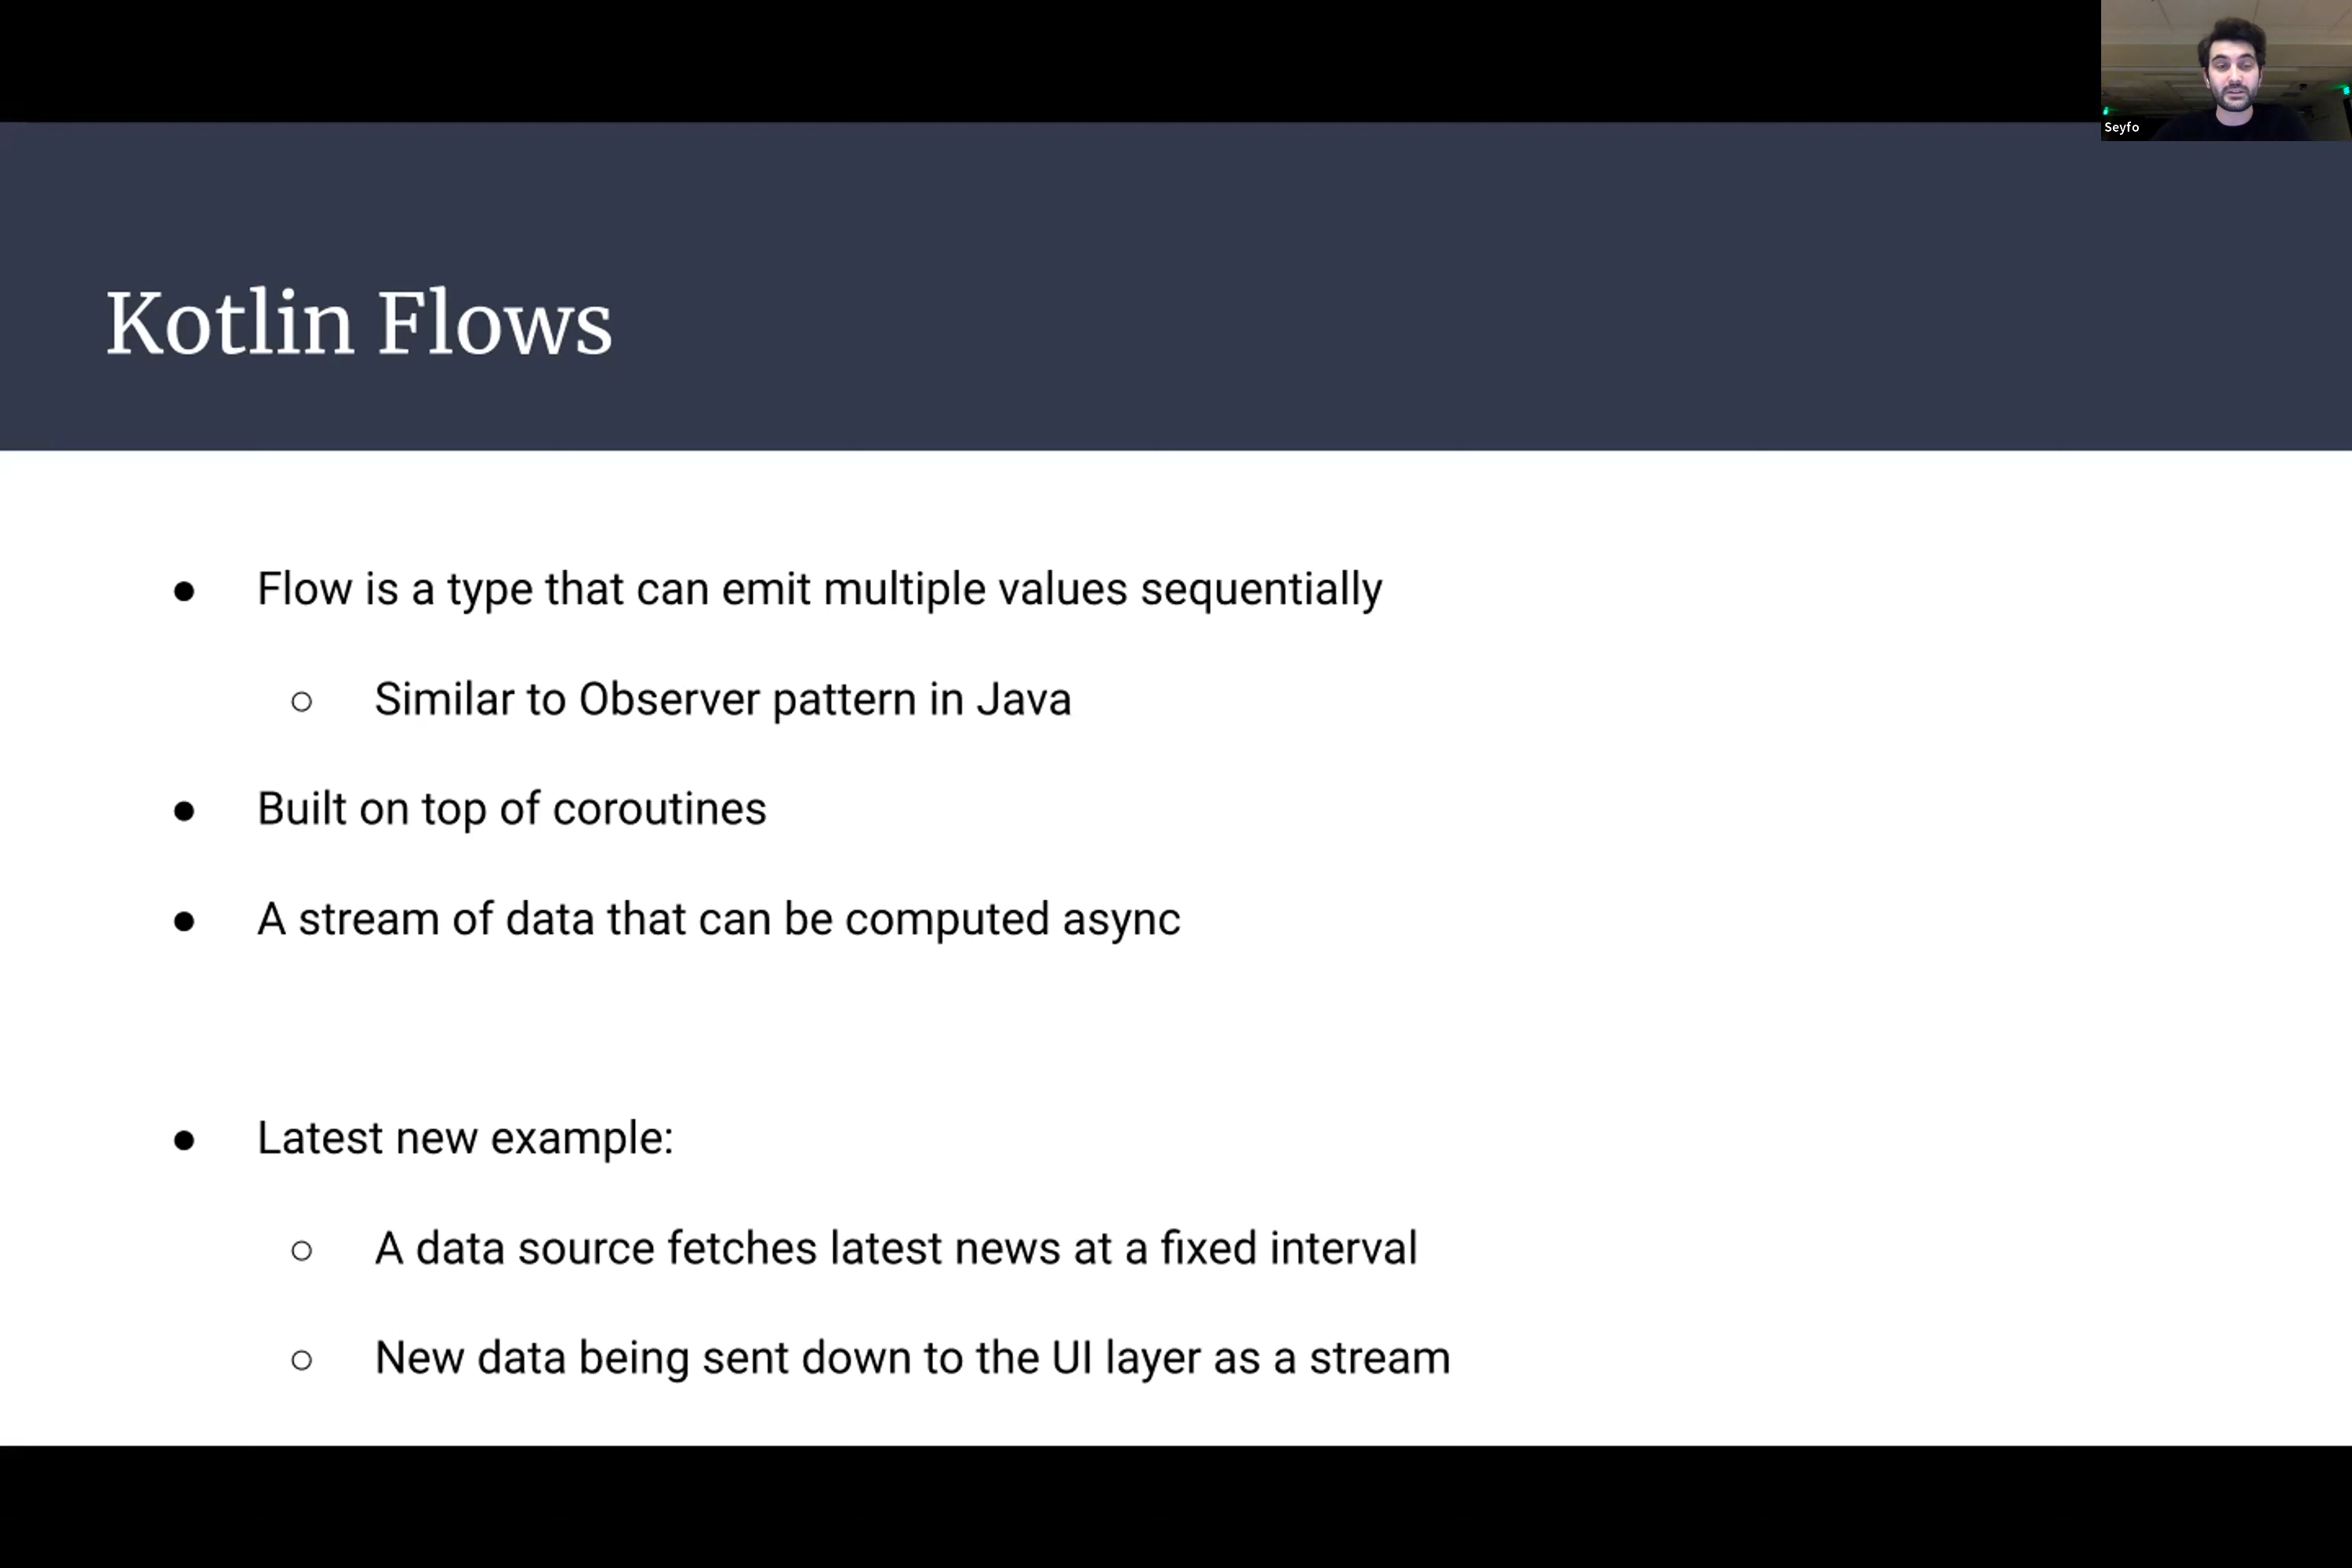 Seyfo
Kotlin Flows
● Flow is a type that can emit multiple values sequentially
○ Similar to Observer pattern in Java
● Built on top of coroutines
● A stream of data that can be computed async
● Latest new example:
○ A data source fetches latest news at a fixed interval
○ New data being sent down to the UI layer as a stream